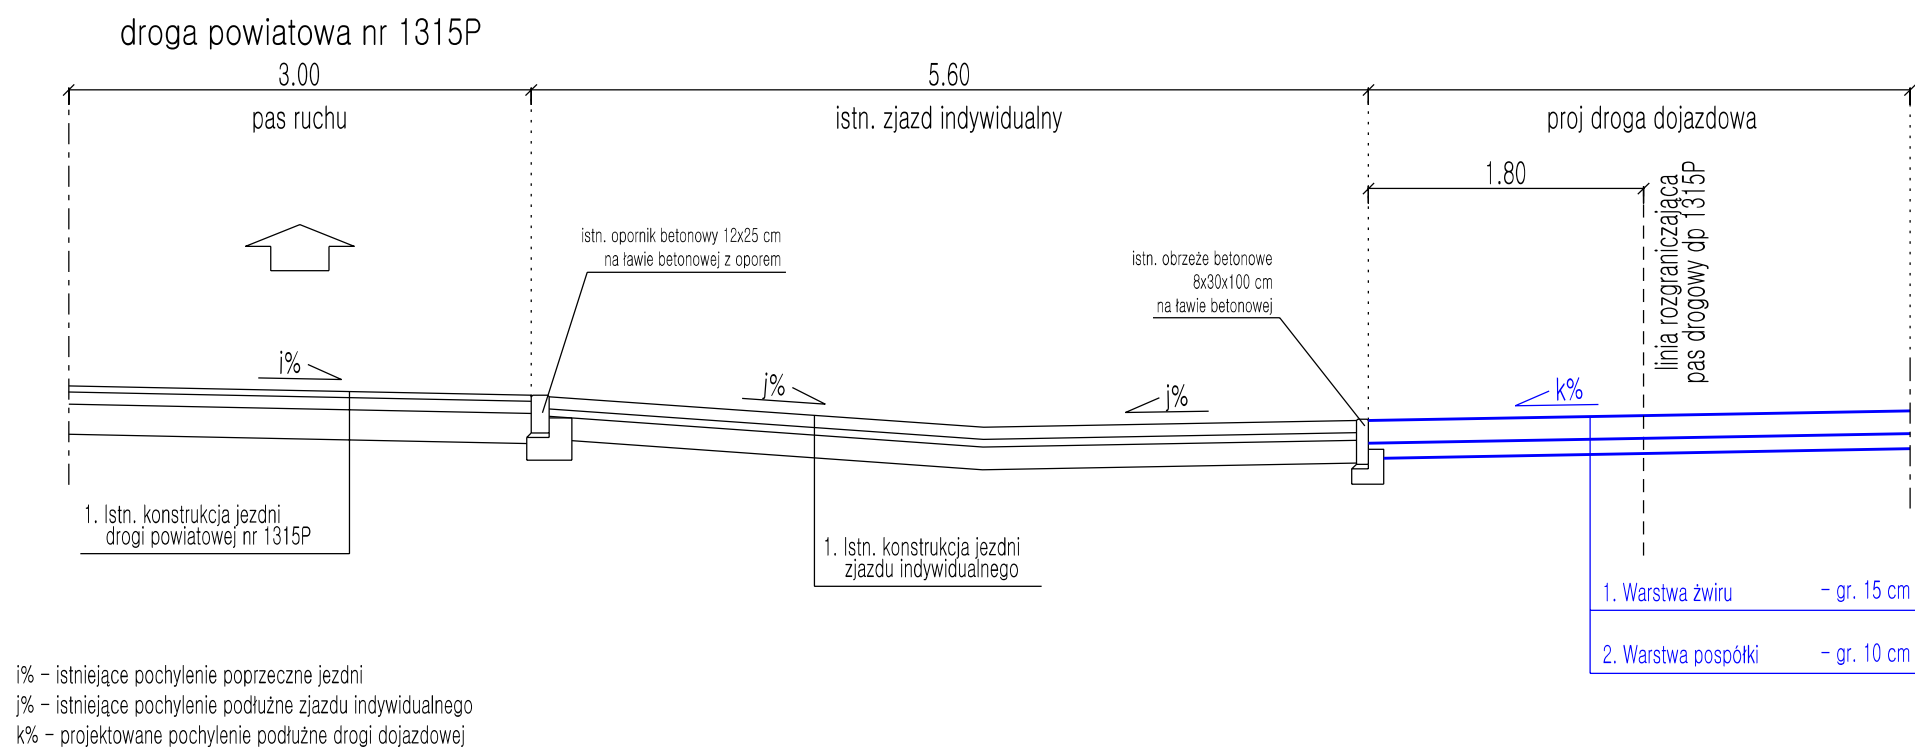 droga powiatowa nr 1315P
3.00
5.60
pas ruchu
istn. zjazd indywidualny
proj droga dojazdowa
1.80
linia rozgraniczająca
pas drogowy dp 1315P
istn. opornik betonowy 12x25 cm
na ławie betonowej z oporem
istn. obrzeże betonowe
8x30x100 cm
na ławie betonowej
i%
j%
j%
k%
1. Istn. konstrukcja jezdni
drogi powiatowej nr 1315P
1. Istn. konstrukcja jezdni
zjazdu indywidualnego
1. Warstwa żwiru - gr. 15 cm
2. Warstwa pospółki - gr. 10 cm
i% - istniejące pochylenie poprzeczne jezdni
j% - istniejące pochylenie podłużne zjazdu indywidualnego
k% - projektowane pochylenie podłużne drogi dojazdowej